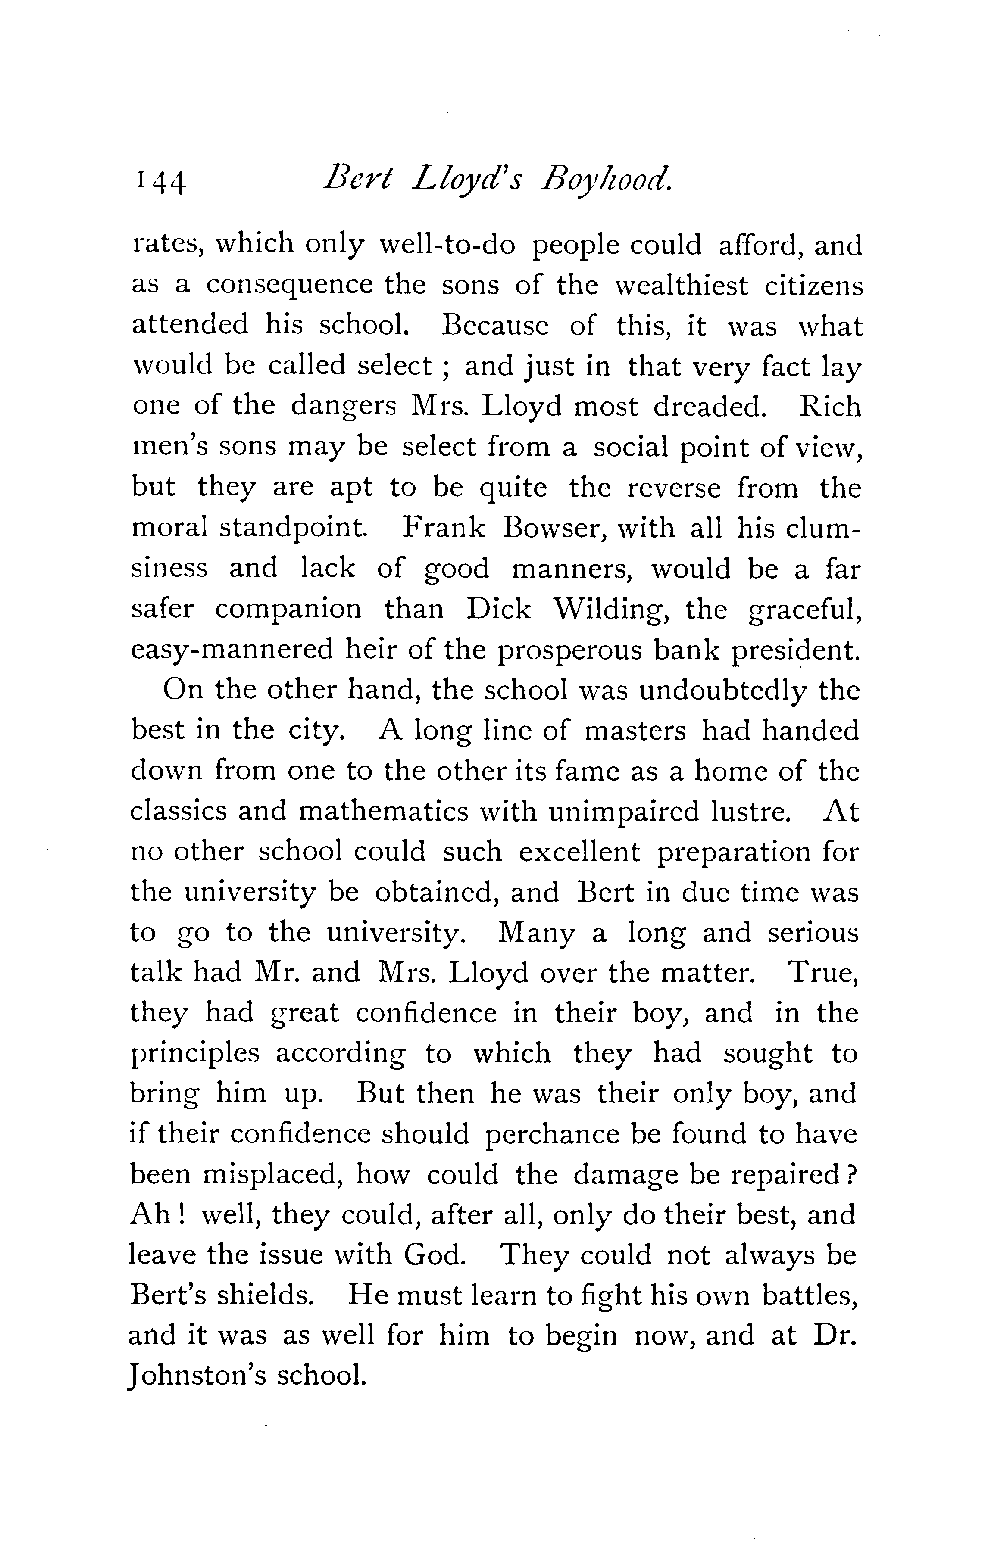 144 Bert Lloyd's Boyhood.
rates, which only well-to-do people could afford, and
as a consequence the sons of the wealthiest citizens
attended his school. Because of this, it was what
would be called select ; and just in that very fact lay
one of the dangers Mrs. Lloyd most dreaded. Rich
men's sons may be select from a social point of view,
but they are apt to be quite the reverse from the
moral standpoint. Frank Bowser, with all his clum-
siness and lack of good manners, would be a far
safer companion than Dick Wilding, the graceful,
easy-mannered heir of the prosperous bank president.
On the other hand, the school was undoubtedly the
best in the city. A long line of masters had handed
down from one to the other its fame as a home of the
classics and mathematics with unimpaired lustre. At
no other school could such excellent preparation for
the university be obtained, and Bert in due time was
to go to the university. Many a long and serious
talk had Mr. and Mrs. Lloyd over the matter. True,
they had great confidence in their boy, and in the
principles according to which they had sought to
bring him up. But then he was their only boy, and
if their confidence should perchance be found to have
been misplaced, how could the damage be repaired ?
Ah ! well, they could, after all, only do their best, and
leave the issue with God. They could not always be
Bert's shields. He must learn to fight his own battles,
and it was as well for him to begin now, and at Dr.
Johnston's school.